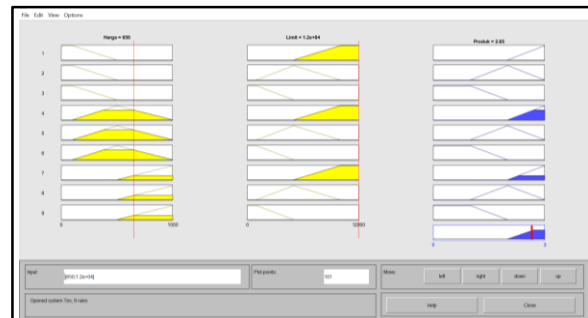 File Edit View Options
Harga = 650
Limit = 1.2e+04
Produk = 2.65
1
2
3
4
5
6
7
8
9
0
1000
0
12000
0
3
Input:
[650;1.2e+04]
Plot points:
101
Move:
left
right
down
up
Opened system Tas, 9 rules
Help
Close